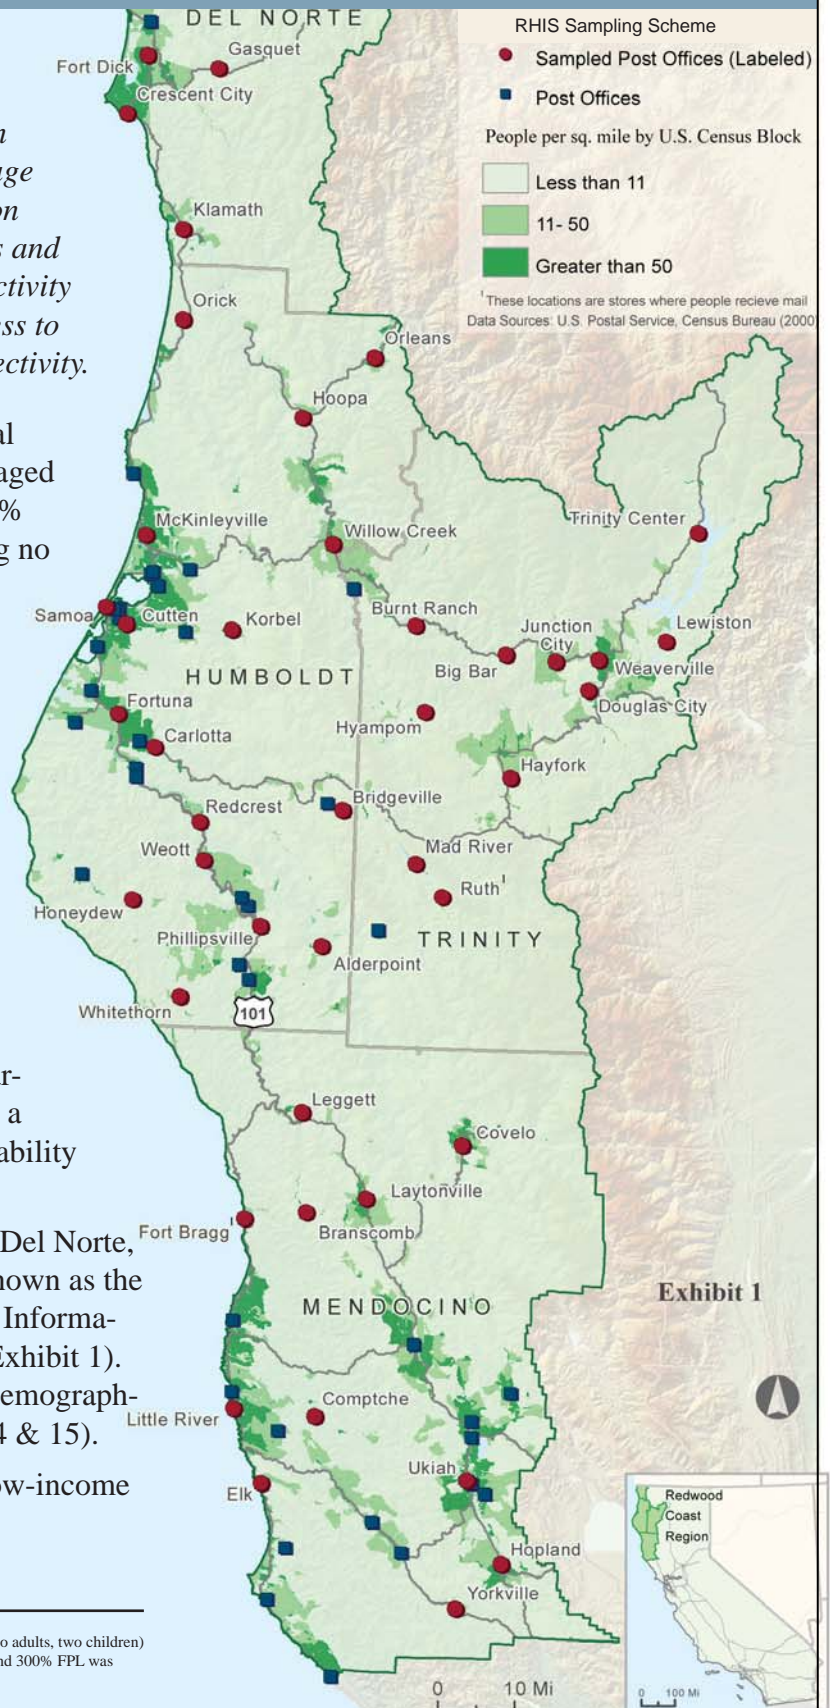 RHIS Sampling Scheme
Sampled Post Offices (Labeled)
Post Offices
People per sq. mile by U.S. Census Block
Less than 11
11- 50
Greater than 50
1 These locations are stores where people recieve mail
Data Sources: U.S. Postal Service, Census Bureau (2000)
DEL NORTE
Gasquet
Fort Dick
Crescent City
Klamath
Orick
Orleans
Hoopa
McKinleyville
Willow Creek
Trinity Center
Samoa
Cutten
Korbel
Burnt Ranch
Junction
City
Lewiston
Big Bar
Weaverville
HUMBOLDT
Douglas City
Fortuna
Hyampom
Carlotta
Hayfork
Bridgeville
Redcrest
Weott
Mad River
Ruth1
Honeydew
Phillipsville
TRINITY
Alderpoint
Whitethorn
101
Leggett
Covelo
Laytonville
Fort Bragg1
Branscomb
MENDOCINO
Exhibit 1
Comptche
Little River
Ukiah
Elk
Hopland
Yorkville
0 10 Mi
Redwood
Coast
Region
0 100 Mi
on
s and
ctivity
ess to
ectivity.
al
aged
%
g no
ar-
a
ability
Del Norte,
nown as the
Informa-
Exhibit 1).
emograph-
4 & 15).
ow-income
o adults, two children)
nd 300% FPL was